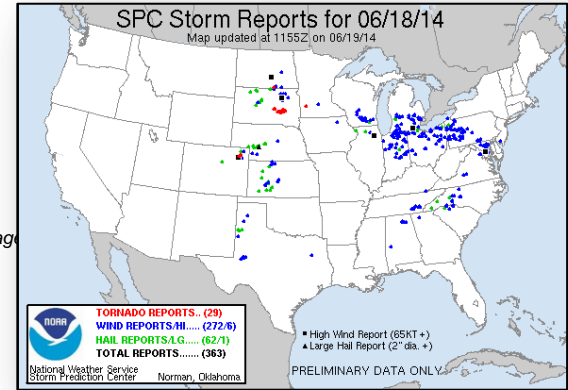 SPC Storm Reports for 06/18/14
Map updated at 1155Z on 06/19/14
TORNADO REPORTS.. (29)
WIND REPORTS/HI.... (272/6)
HAIL REPORTS/LG.... (62/1)
TOTAL REPORTS..... (363)
NOAA
National Weather Service
Storm Prediction Center Norman, Oklahoma
■ High Wind Report (65KT +)
▲ Large Hail Report (2" dia. +)
PRELIMINARY DATA ONLY